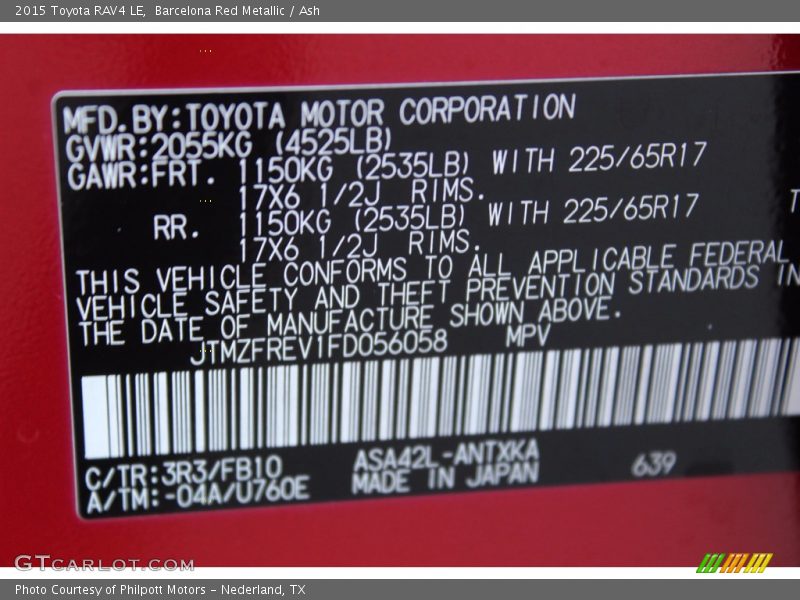 2015 Toyota RAV4 LE, Barcelona Red Metallic / Ash
MFD.BY:TOYOTA MOTOR CORPORATION
GVWR:2055KG (4525LB)
GAWR:FRT. 1150KG (2535LB) WITH 225/65R17
17X6 1/2J RIMS.
RR. 1150KG (2535LB) WITH 225/65R17 T
17X6 1/2J RIMS.
THIS VEHICLE CONFORMS TO ALL APPLICABLE FEDERAL
VEHICLE SAFETY AND THEFT PREVENTION STANDARDS IN
THE DATE OF MANUFACTURE SHOWN ABOVE.
JTMZFREV1FD056058 MPV
C/TR:3R3/FB10 ASA42L-ANTXKA 639
A/TM:-04A/U760E MADE IN JAPAN
GTCARLOT.COM
Photo Courtesy of Philpott Motors - Nederland, TX